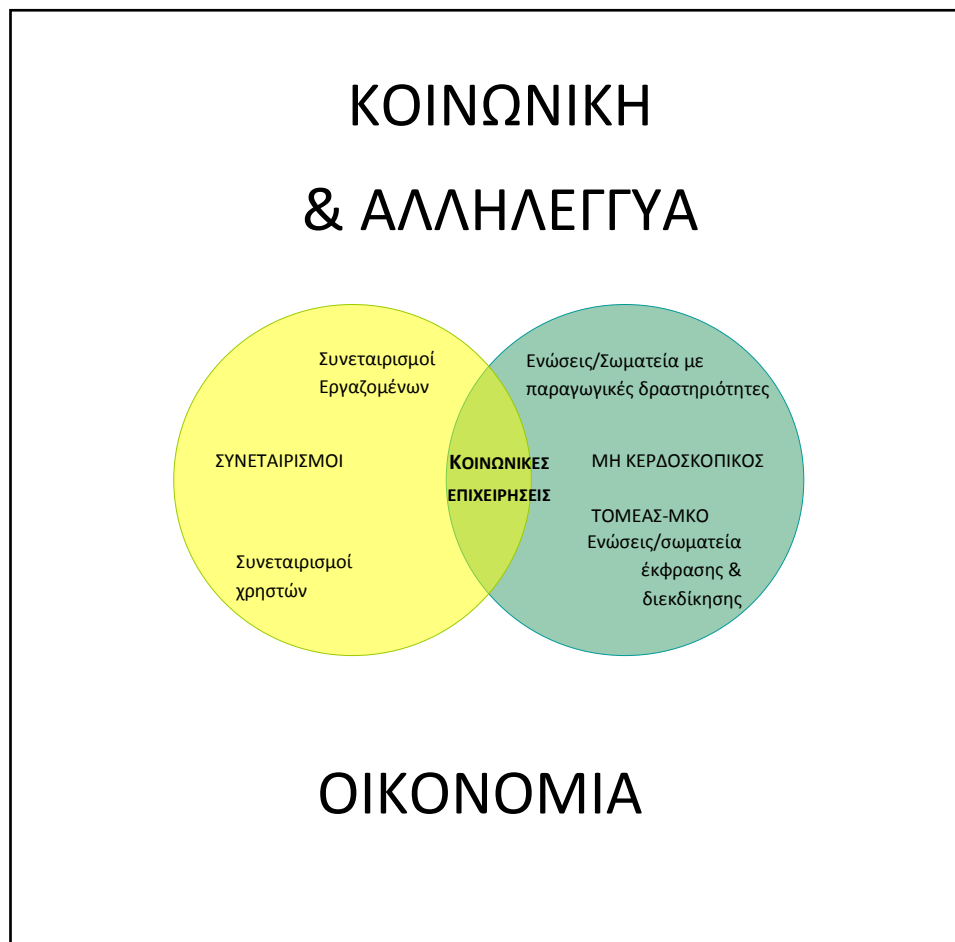 ΚΟΙΝΩΝΙΚΗ
& ΑΛΛΗΛΕΓΓΥΑ
Συνεταιρισμοί
Εργαζομένων
ΣΥΝΕΤΑΙΡΙΣΜΟΙ
Συνεταιρισμοί
χρηστών
ΚΟΙΝΩΝΙΚΕΣ
ΕΠΙΧΕΙΡΗΣΕΙΣ
Ενώσεις/Σωματεία με
παραγωγικές δραστηριότητες
ΜΗ ΚΕΡΔΟΣΚΟΠΙΚΟΣ
ΤΟΜΕΑΣ-ΜΚΟ
Ενώσεις/σωματεία
έκφρασης &
διεκδίκησης
ΟΙΚΟΝΟΜΙΑ